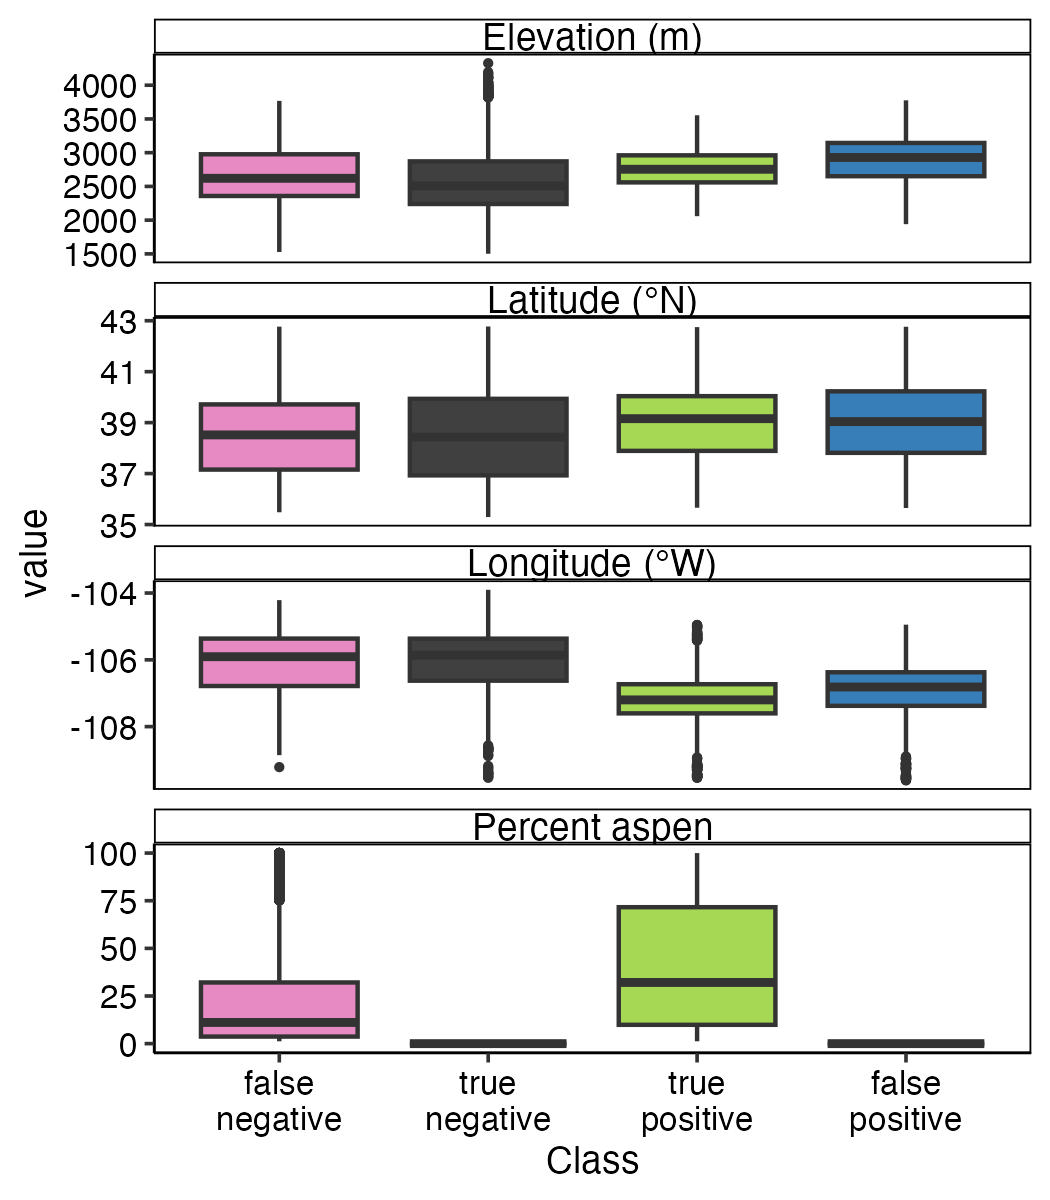 Elevation (m)
4000
3500
3000
2500
2000
1500
Latitude (°N)
43
41
39
37
35
value
Longitude (°W)
-104
-106
-108
Percent aspen
100
75
50
25
0
false true true false
negative negative positive positive
Class